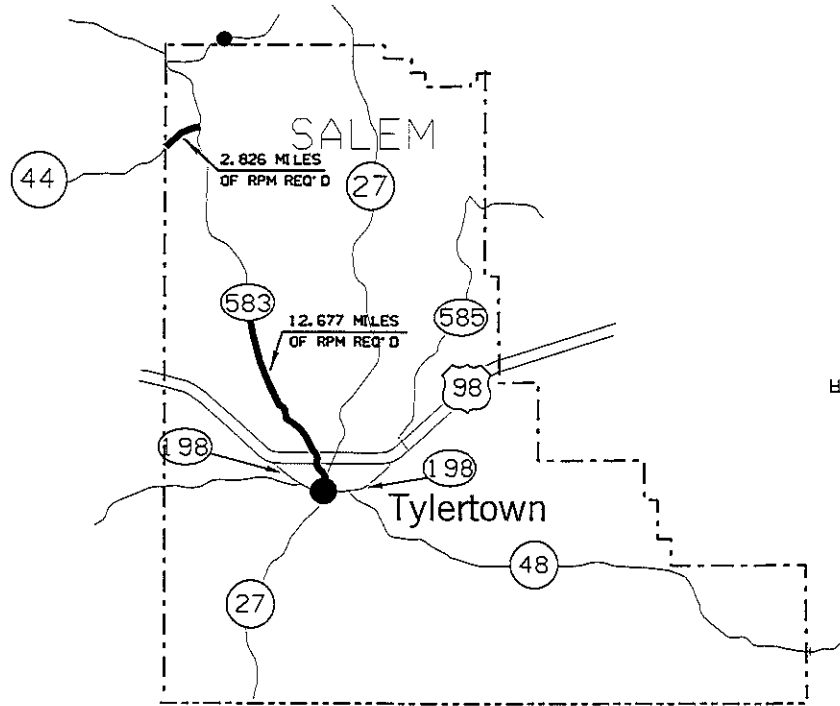 SALEM
2.826 MILES
OF RPM REQ'D
44
27
583
12.677 MILES
OF RPM REQ'D
585
98
198
198
Tylertown
48
27